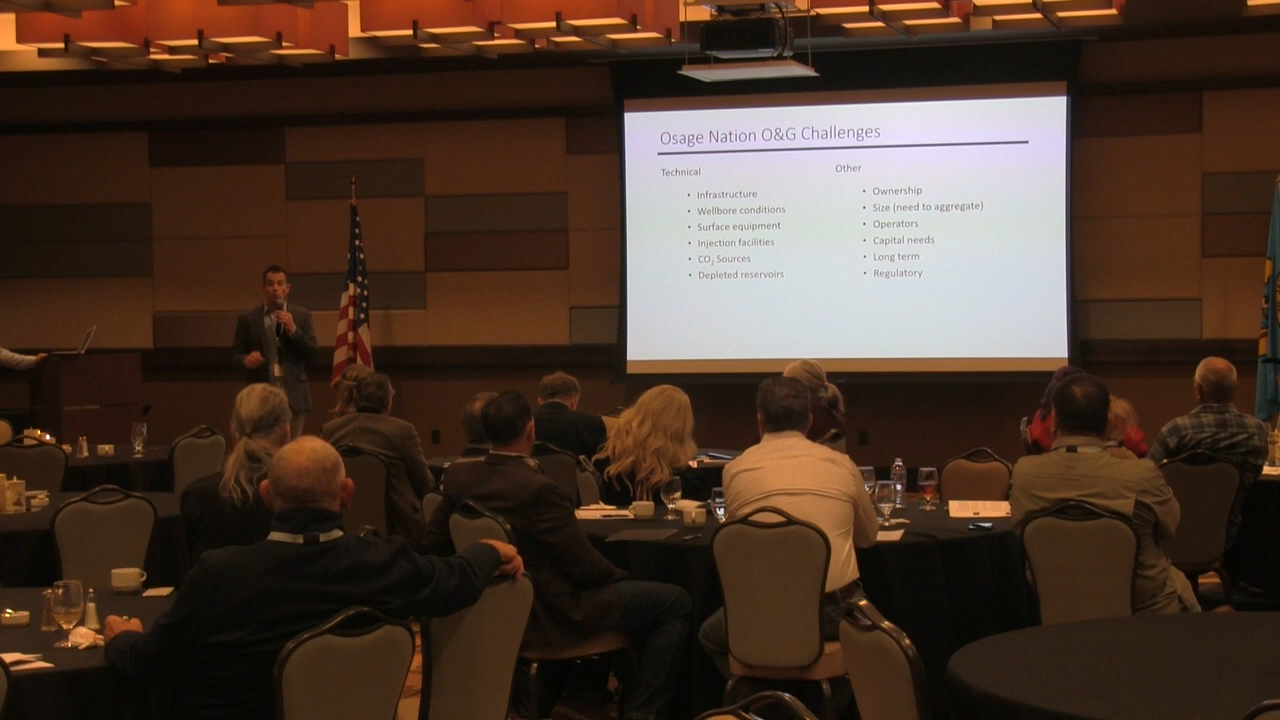 Osage Nation O&G Challenges
Technical
• Infrastructure
• Wellbore conditions
• Surface equipment
• Injection facilities
• CO₂ Sources
• Depleted reservoirs
Other
• Ownership
• Size (need to aggregate)
• Operators
• Capital needs
• Long term
• Regulatory